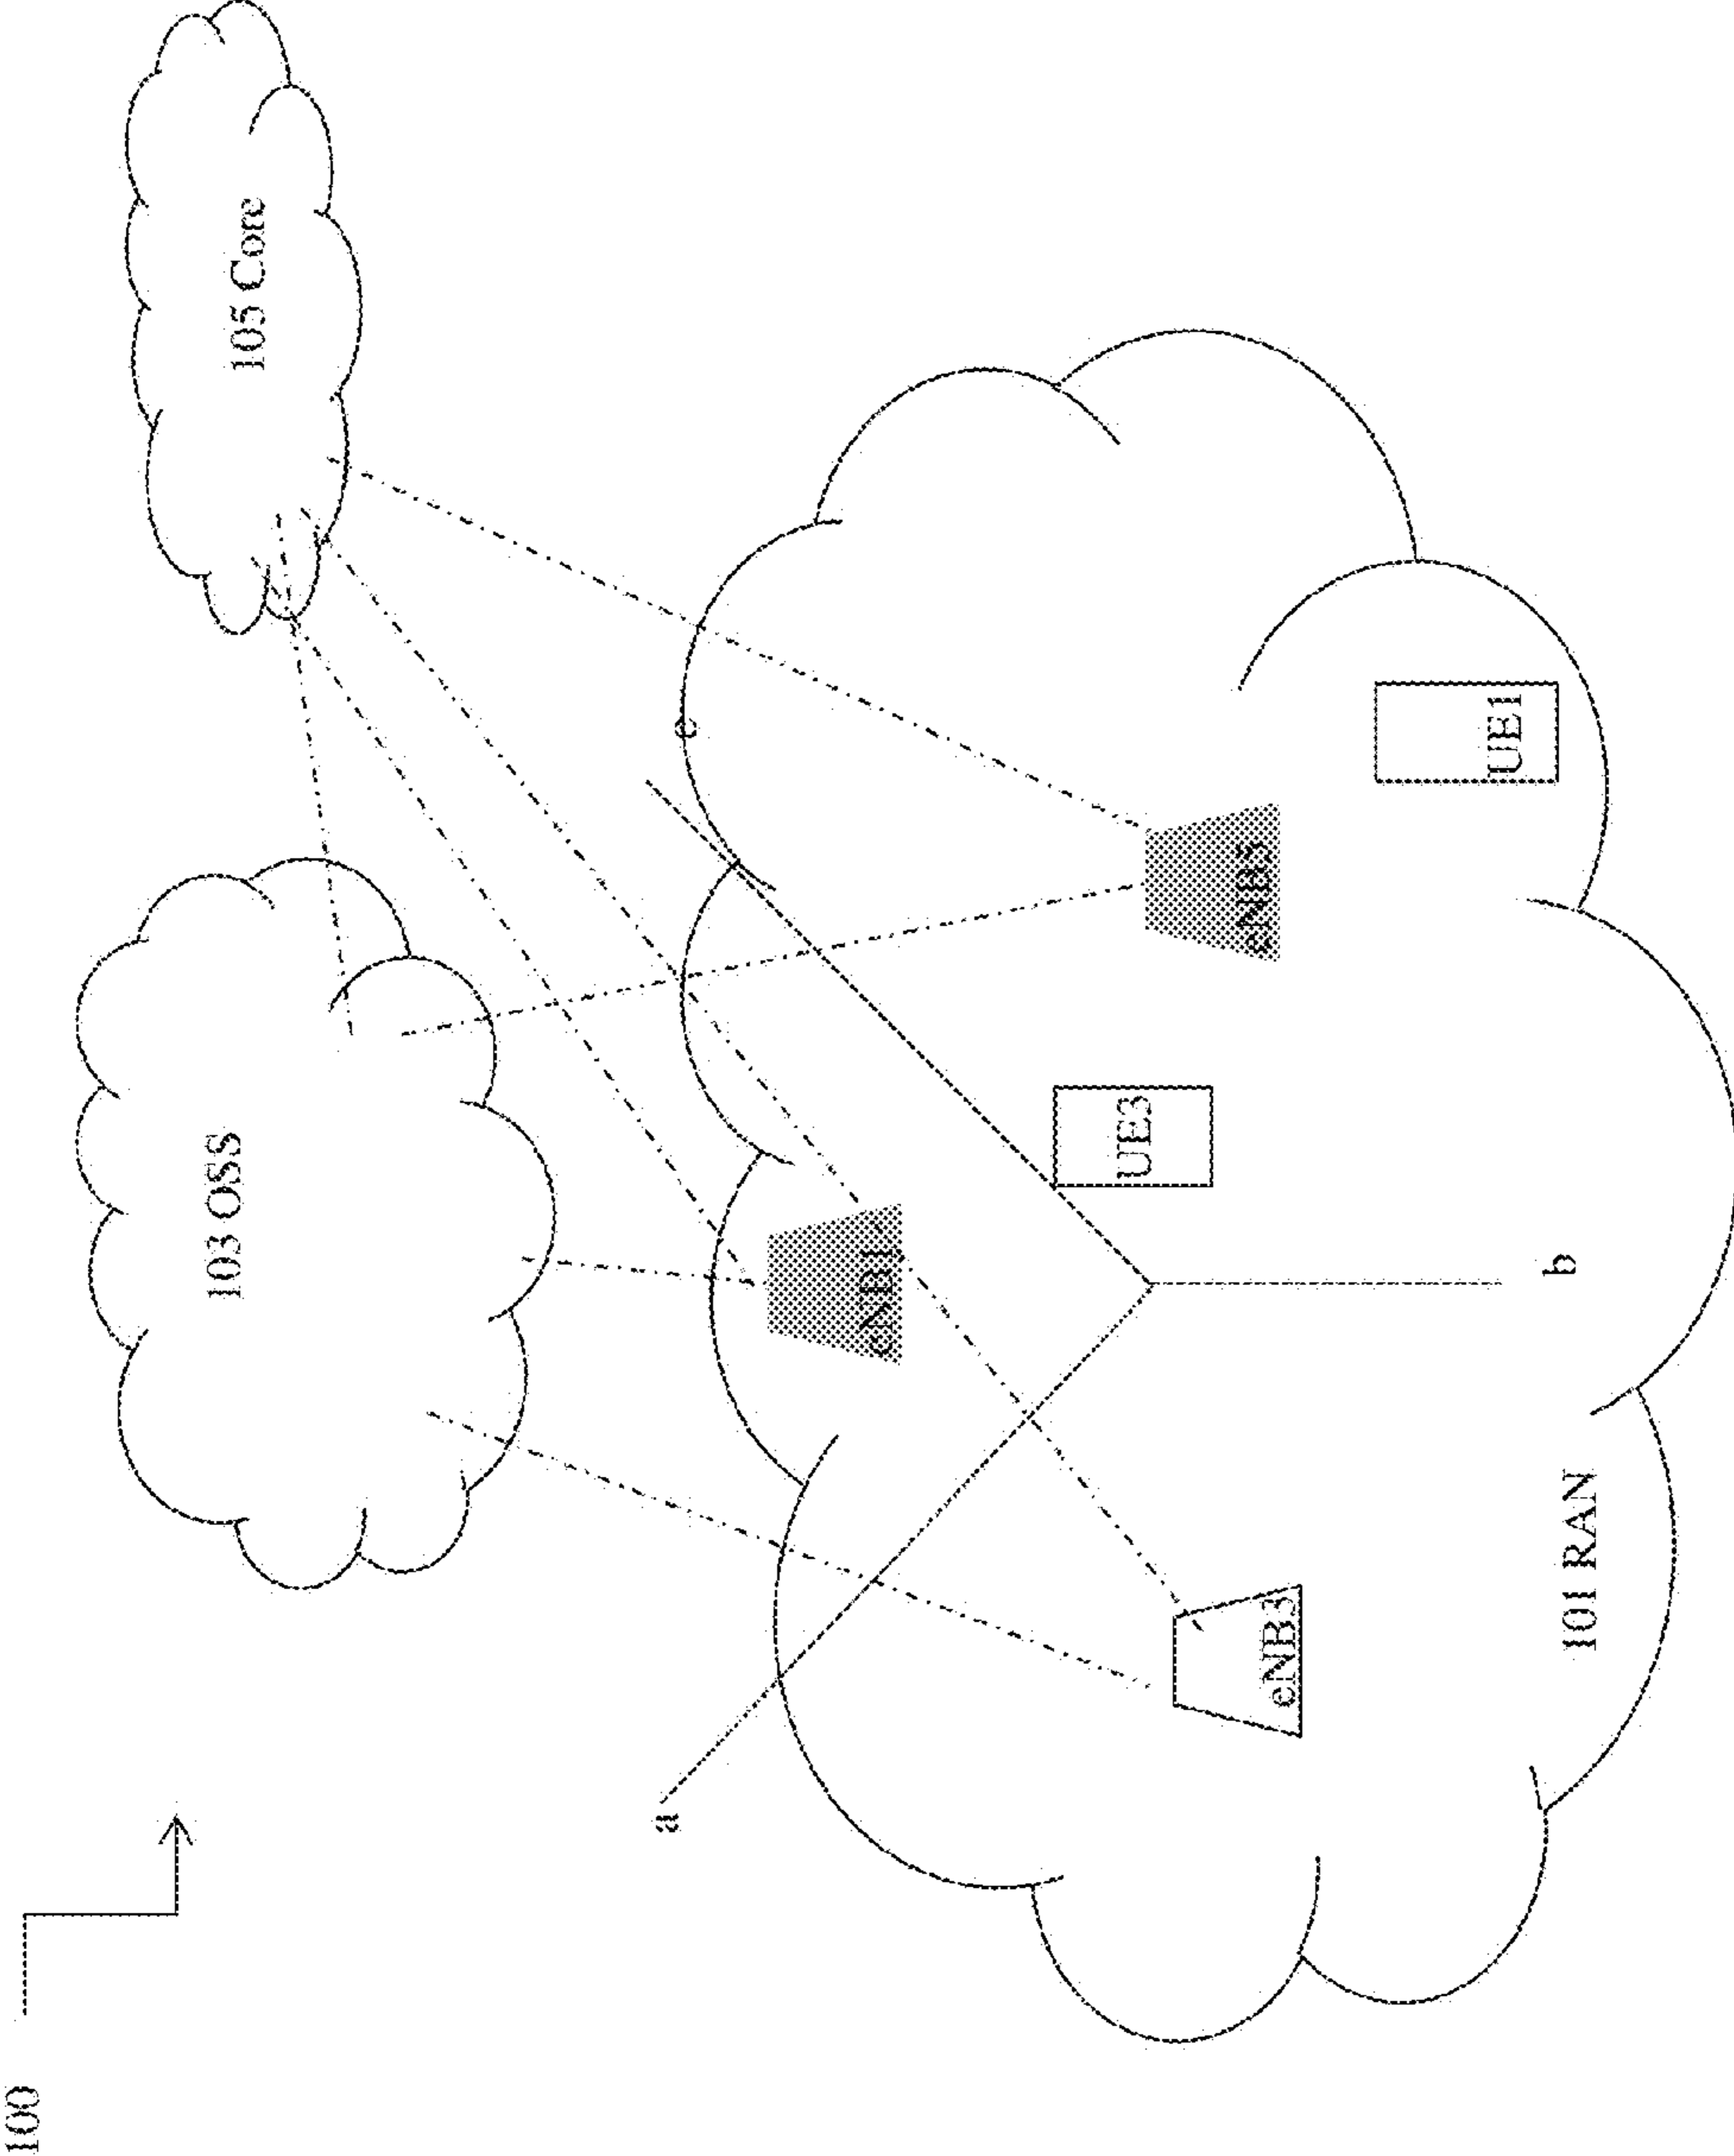 100
103 OSS
105 Core
a
c
eNB1
UE3
eNB3
eNB5
UE1
b
101 RAN